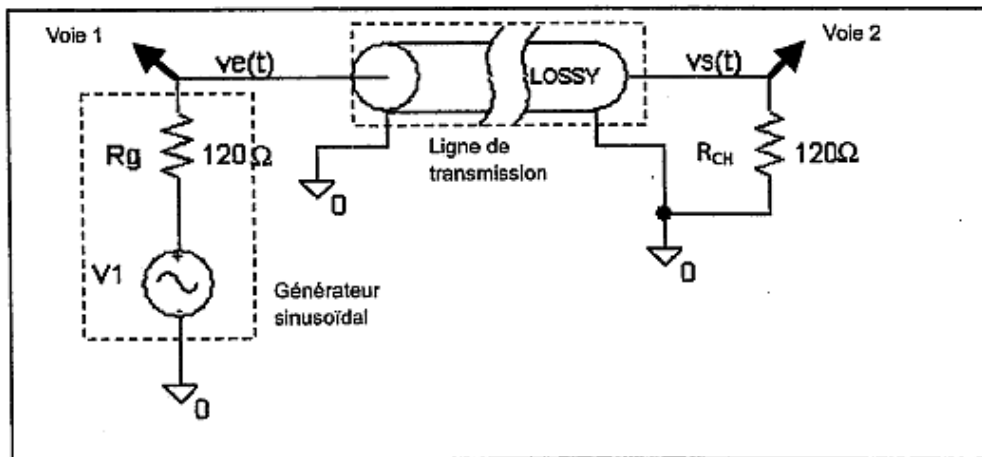 Voie 1
ve(t)
LOSSY
vs(t)
Voie 2
Rg
120Ω
0
Ligne de
transmission
RCH
120Ω
V1
Générateur
sinusoïdal
0
0